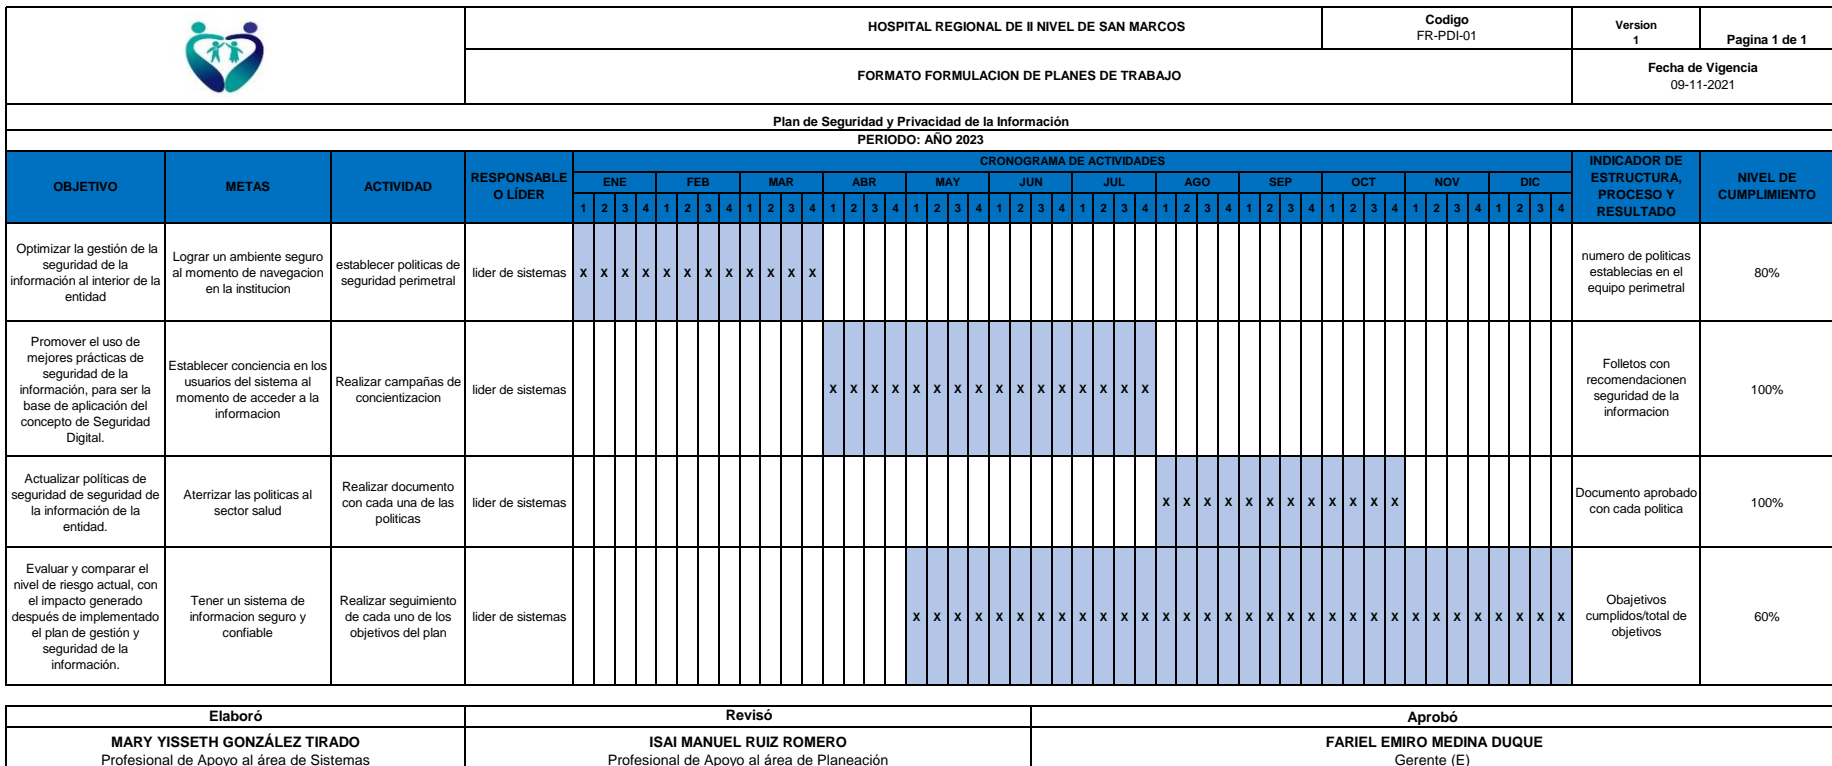 HOSPITAL REGIONAL DE II NIVEL DE SAN MARCOS
Codigo
FR-PDI-01
Version
1
Pagina 1 de 1
FORMATO FORMULACION DE PLANES DE TRABAJO
Fecha de Vigencia
09-11-2021
Plan de Seguridad y Privacidad de la Información
PERIODO: AÑO 2023
OBJETIVO
METAS
ACTIVIDAD
RESPONSABLE
O LÍDER
CRONOGRAMA DE ACTIVIDADES
ENE FEB MAR ABR MAY JUN JUL AGO SEP OCT NOV DIC
1 2 3 4 1 2 3 4 1 2 3 4 1 2 3 4 1 2 3 4 1 2 3 4 1 2 3 4 1 2 3 4 1 2 3 4 1 2 3 4 1 2 3 4 1 2 3 4
INDICADOR DE
ESTRUCTURA,
PROCESO Y
RESULTADO
NIVEL DE
CUMPLIMIENTO
Optimizar la gestión de la
seguridad de la
información al interior de la
entidad
Lograr un ambiente seguro
al momento de navegacion
en la institucion
establecer politicas de
seguridad perimetral
lider de sistemas
X X X X X X X X X X X X
numero de politicas
establecias en el
equipo perimetral
80%
Promover el uso de
mejores prácticas de
seguridad de la
información, para ser la
base de aplicación del
concepto de Seguridad
Digital.
Establecer conciencia en los
usuarios del sistema al
momento de acceder a la
informacion
Realizar campañas de
concientizacion
lider de sistemas
X X X X X X X X X X X X X X X X
Folletos con
recomendacionen
seguridad de la
informacion
100%
Actualizar políticas de
seguridad de seguridad de
la información de la
entidad.
Aterrizar las politicas al
sector salud
Realizar documento
con cada una de las
politicas
lider de sistemas
X X X X X X X X X X X X
Documento aprobado
con cada politica
100%
Evaluar y comparar el
nivel de riesgo actual, con
el impacto generado
después de implementado
el plan de gestión y
seguridad de la
información.
Tener un sistema de
informacion seguro y
confiable
Realizar seguimiento
de cada uno de los
objetivos del plan
lider de sistemas
X X X X X X X X X X X X X X X X X X X X X X X X X X X X X X X X
Obajetivos
cumplidos/total de
objetivos
60%
Elaboró
Revisó
Aprobó
MARY YISSETH GONZÁLEZ TIRADO
Profesional de Apoyo al área de Sistemas
ISAI MANUEL RUIZ ROMERO
Profesional de Apoyo al área de Planeación
FARIEL EMIRO MEDINA DUQUE
Gerente (E)